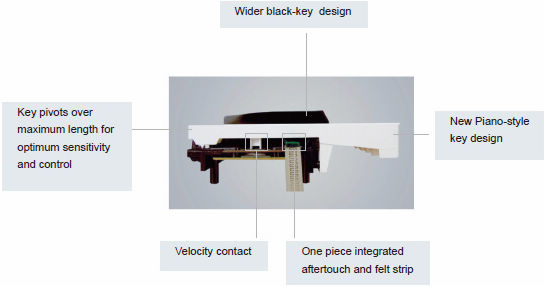 Wider black-key design
Key pivots over
maximum length for
optimum sensitivity
and control
New Piano-style
key design
Velocity contact
One piece integrated
aftertouch and felt strip